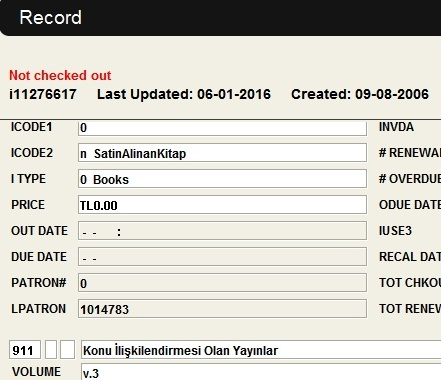 Record
Not checked out
i11276617 Last Updated: 06-01-2016 Created: 09-08-2006
ICODE1 0 INVDA
ICODE2 n SatinAlinanKitap # RENEWA
I TYPE 0 Books # OVERDUE
PRICE TL0.00 ODUE DATE
OUT DATE - - : IUSE3
DUE DATE - - RECAL DAT
PATRON# 0 TOT CHKOU
LPATRON 1014783 TOT RENEW
911 Konu İlişkilendirmesi Olan Yayınlar
VOLUME v.3